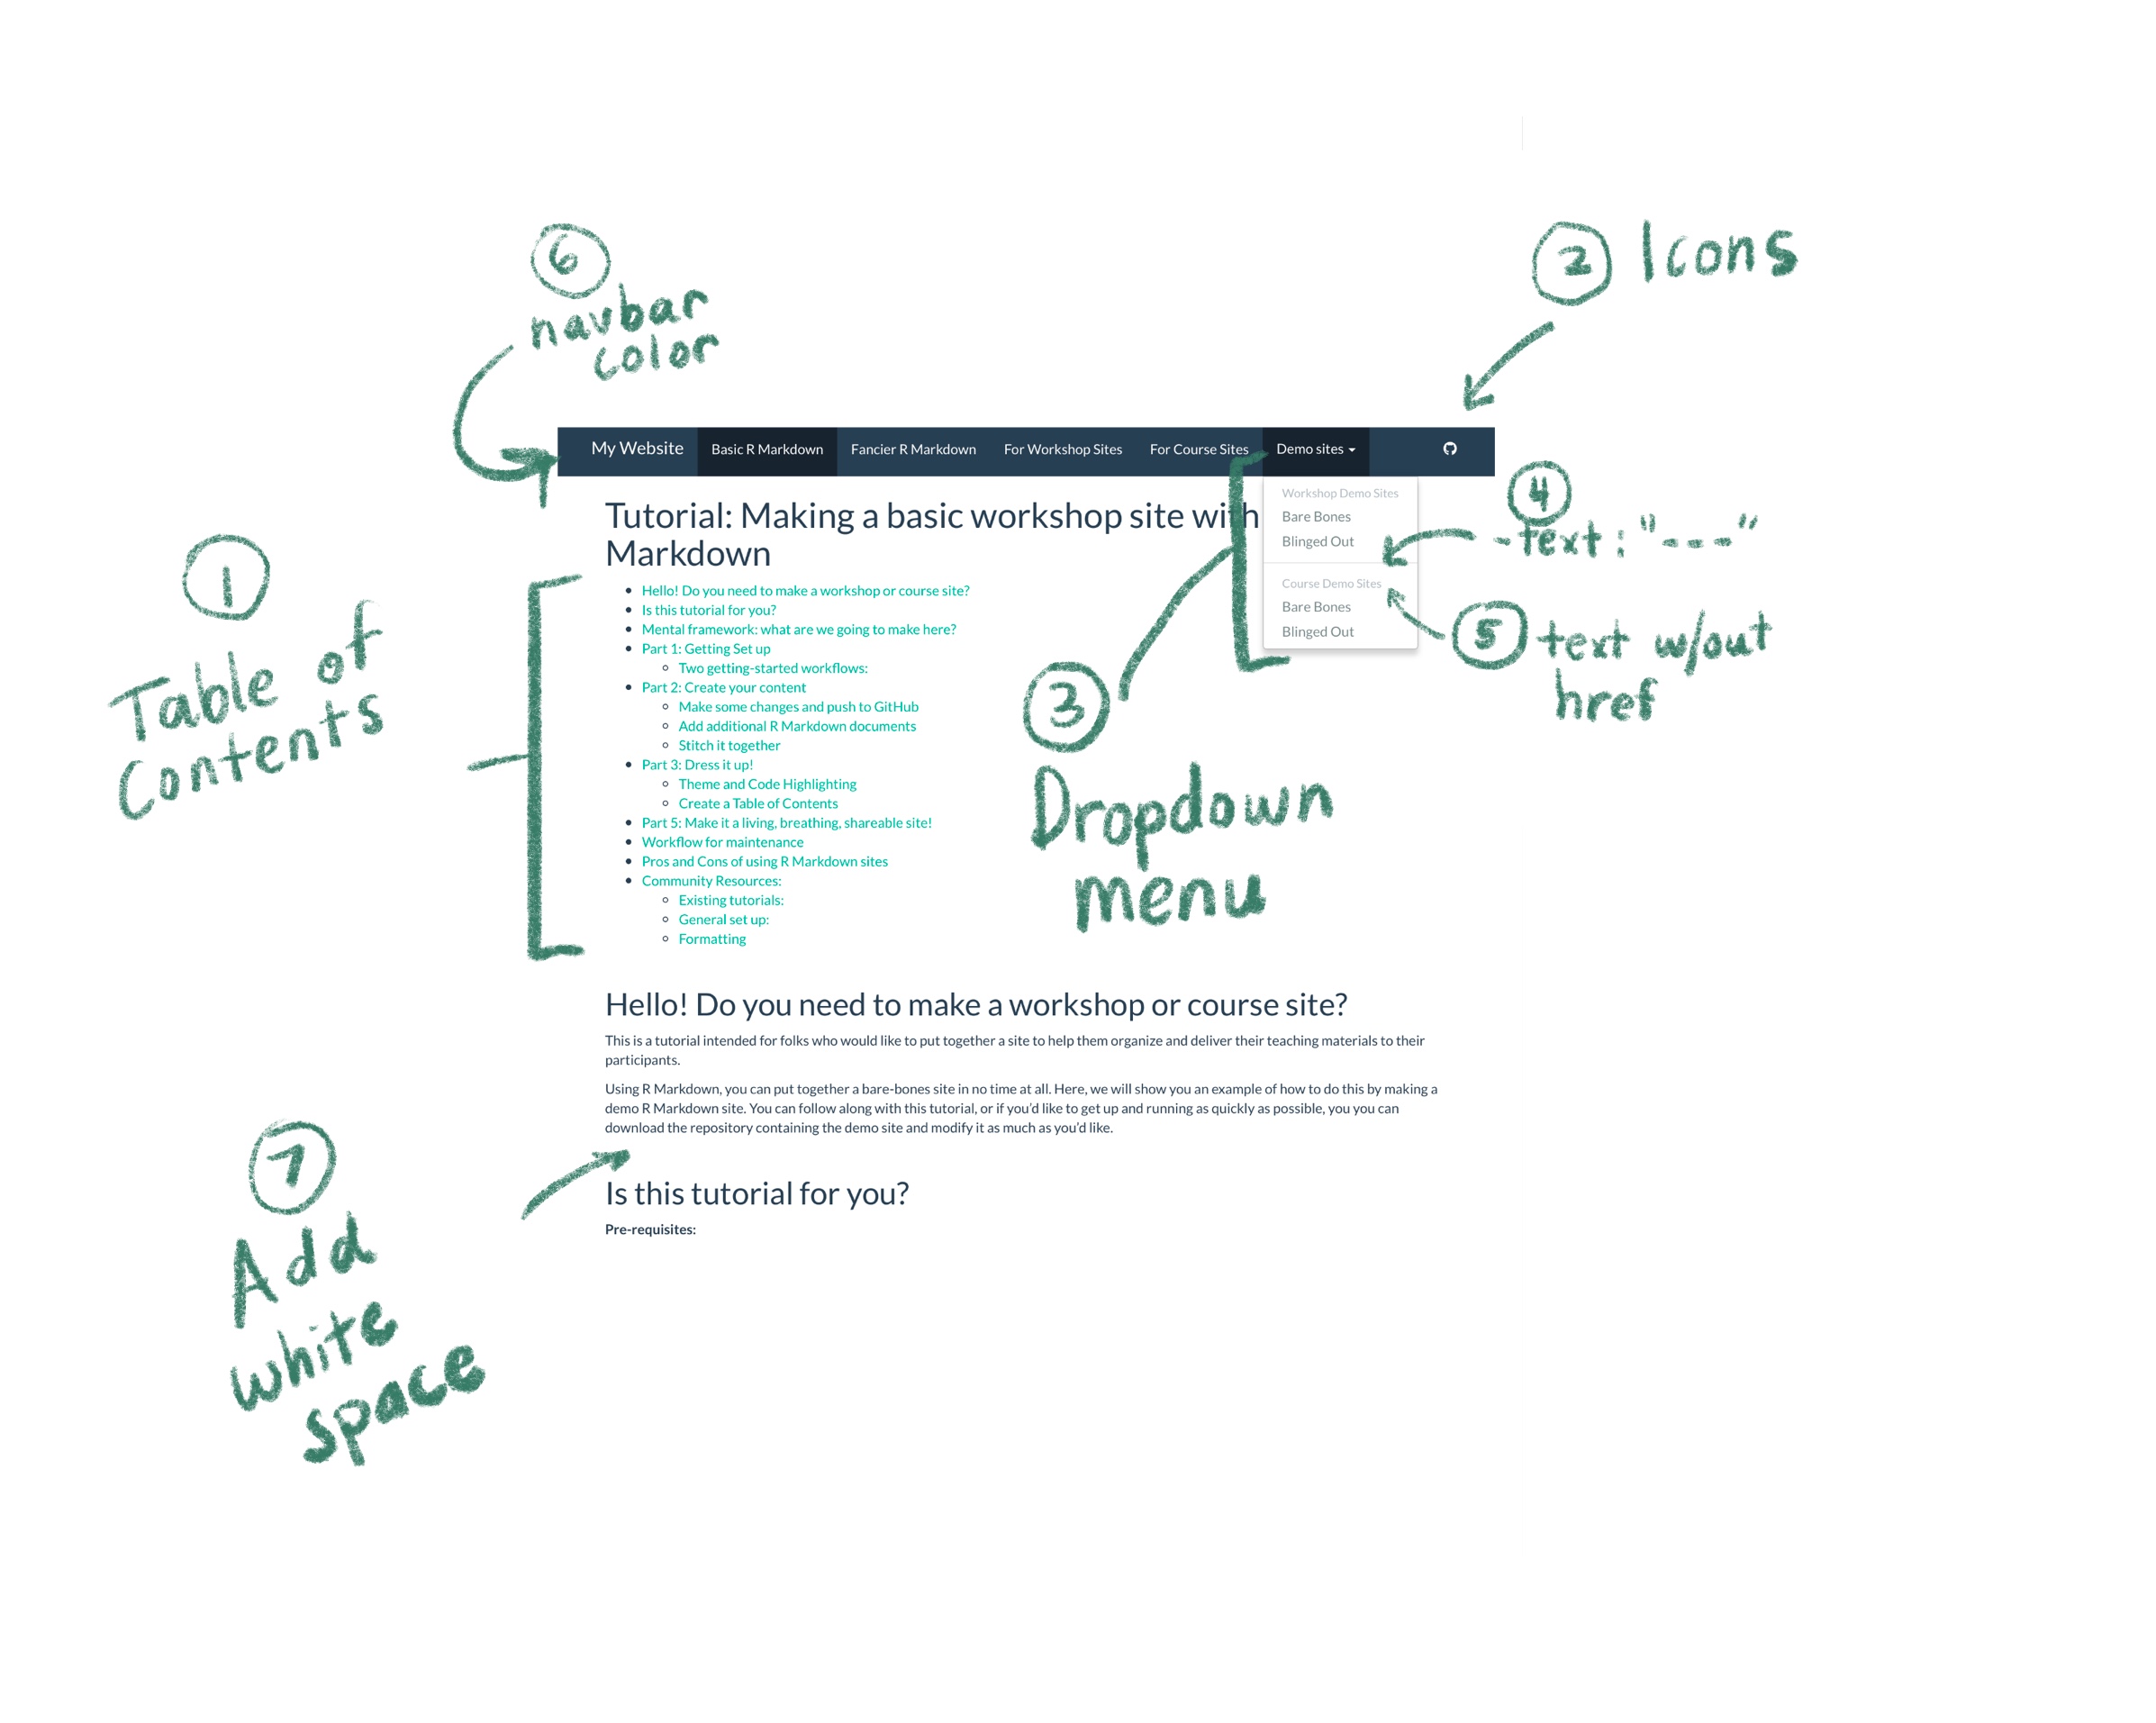 6
navbar
color
2 Icons
My Website Basic R Markdown Fancier R Markdown For Workshop Sites For Course Sites Demo sites
Workshop Demo Sites
Bare Bones
Blinged Out
Course Demo Sites
Bare Bones
Blinged Out
4
-text: "---"
5 text w/out
href
Tutorial: Making a basic workshop site with
Markdown
1
Table of
Contents
Hello! Do you need to make a workshop or course site?
Is this tutorial for you?
Mental framework: what are we going to make here?
Part 1: Getting Set up
Two getting-started workflows:
Part 2: Create your content
Make some changes and push to GitHub
Add additional R Markdown documents
Stitch it together
Part 3: Dress it up!
Theme and Code Highlighting
Create a Table of Contents
Part 5: Make it a living, breathing, shareable site!
Workflow for maintenance
Pros and Cons of using R Markdown sites
Community Resources:
Existing tutorials:
General set up:
Formatting
3
Dropdown
menu
Hello! Do you need to make a workshop or course site?
This is a tutorial intended for folks who would like to put together a site to help them organize and deliver their teaching materials to their
participants.
Using R Markdown, you can put together a bare-bones site in no time at all. Here, we will show you an example of how to do this by making a
demo R Markdown site. You can follow along with this tutorial, or if you'd like to get up and running as quickly as possible, you you can
download the repository containing the demo site and modify it as much as you'd like.
7
Add
white
space
Is this tutorial for you?
Pre-requisites: